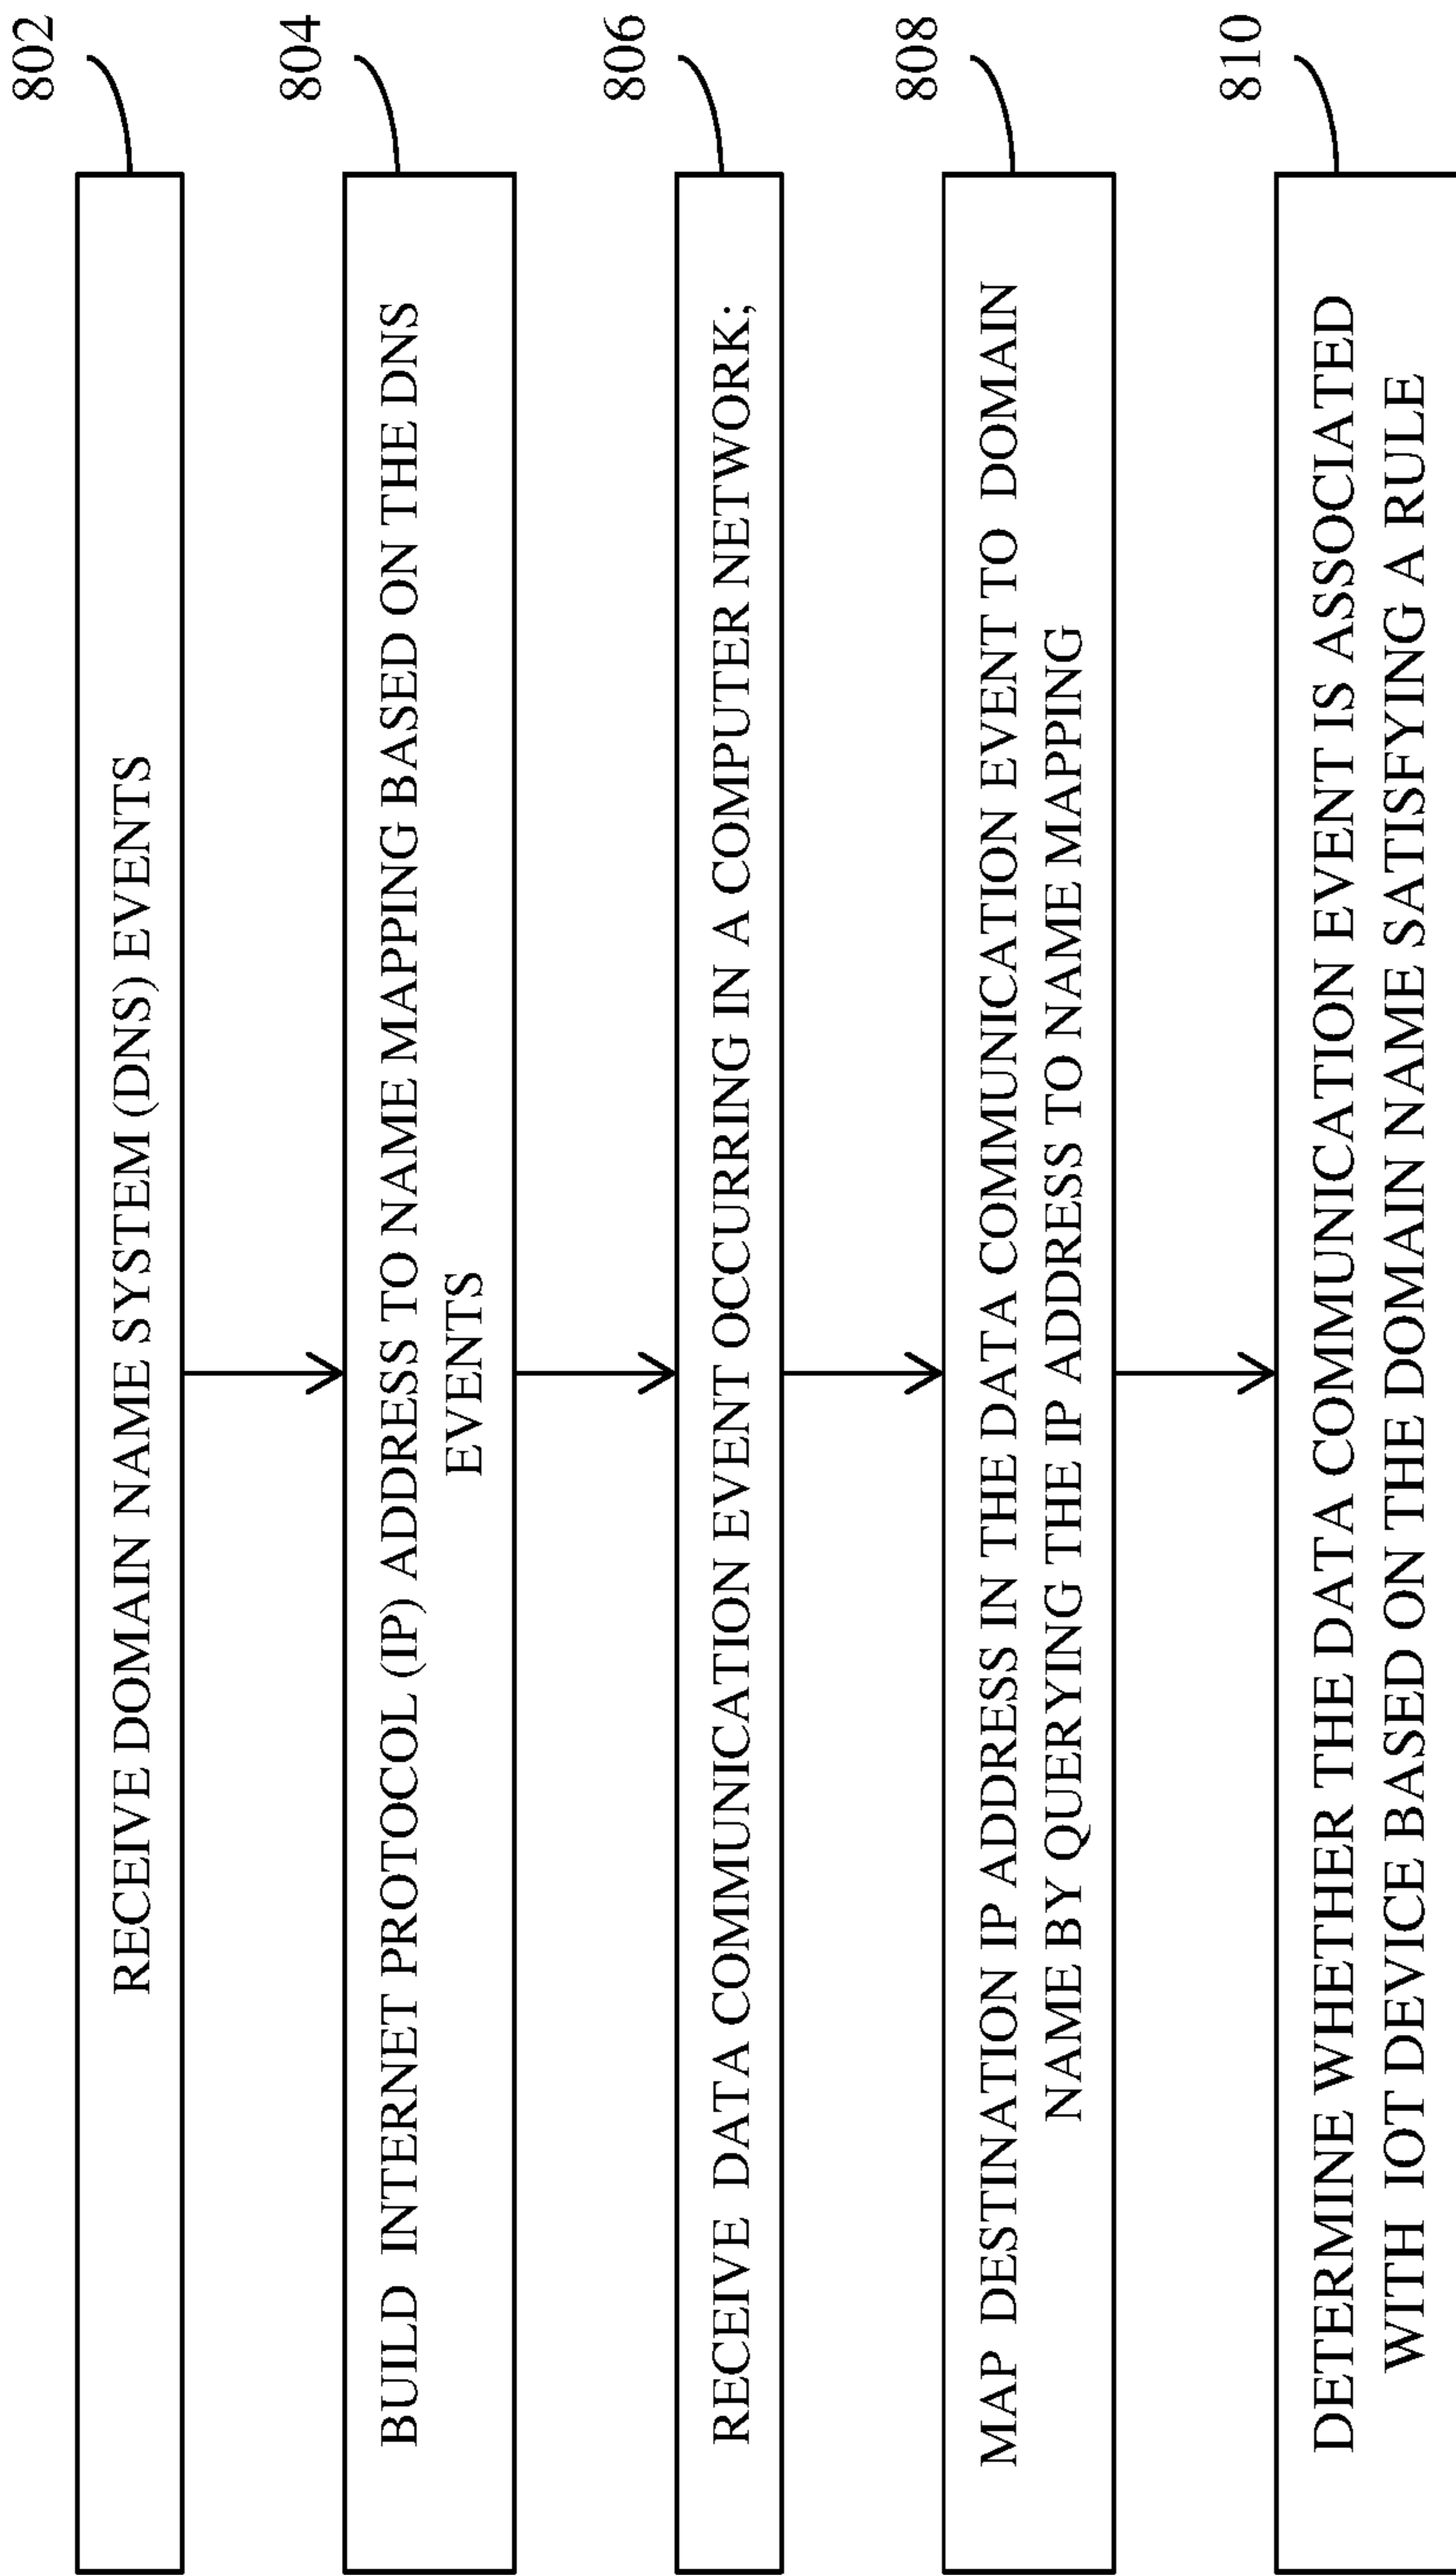 802
RECEIVE DOMAIN NAME SYSTEM (DNS) EVENTS
804
BUILD INTERNET PROTOCOL (IP) ADDRESS TO NAME MAPPING BASED ON THE DNS
EVENTS
806
RECEIVE DATA COMMUNICATION EVENT OCCURRING IN A COMPUTER NETWORK;
808
MAP DESTINATION IP ADDRESS IN THE DATA COMMUNICATION EVENT TO DOMAIN
NAME BY QUERYING THE IP ADDRESS TO NAME MAPPING
810
DETERMINE WHETHER THE DATA COMMUNICATION EVENT IS ASSOCIATED
WITH IOT DEVICE BASED ON THE DOMAIN NAME SATISFYING A RULE